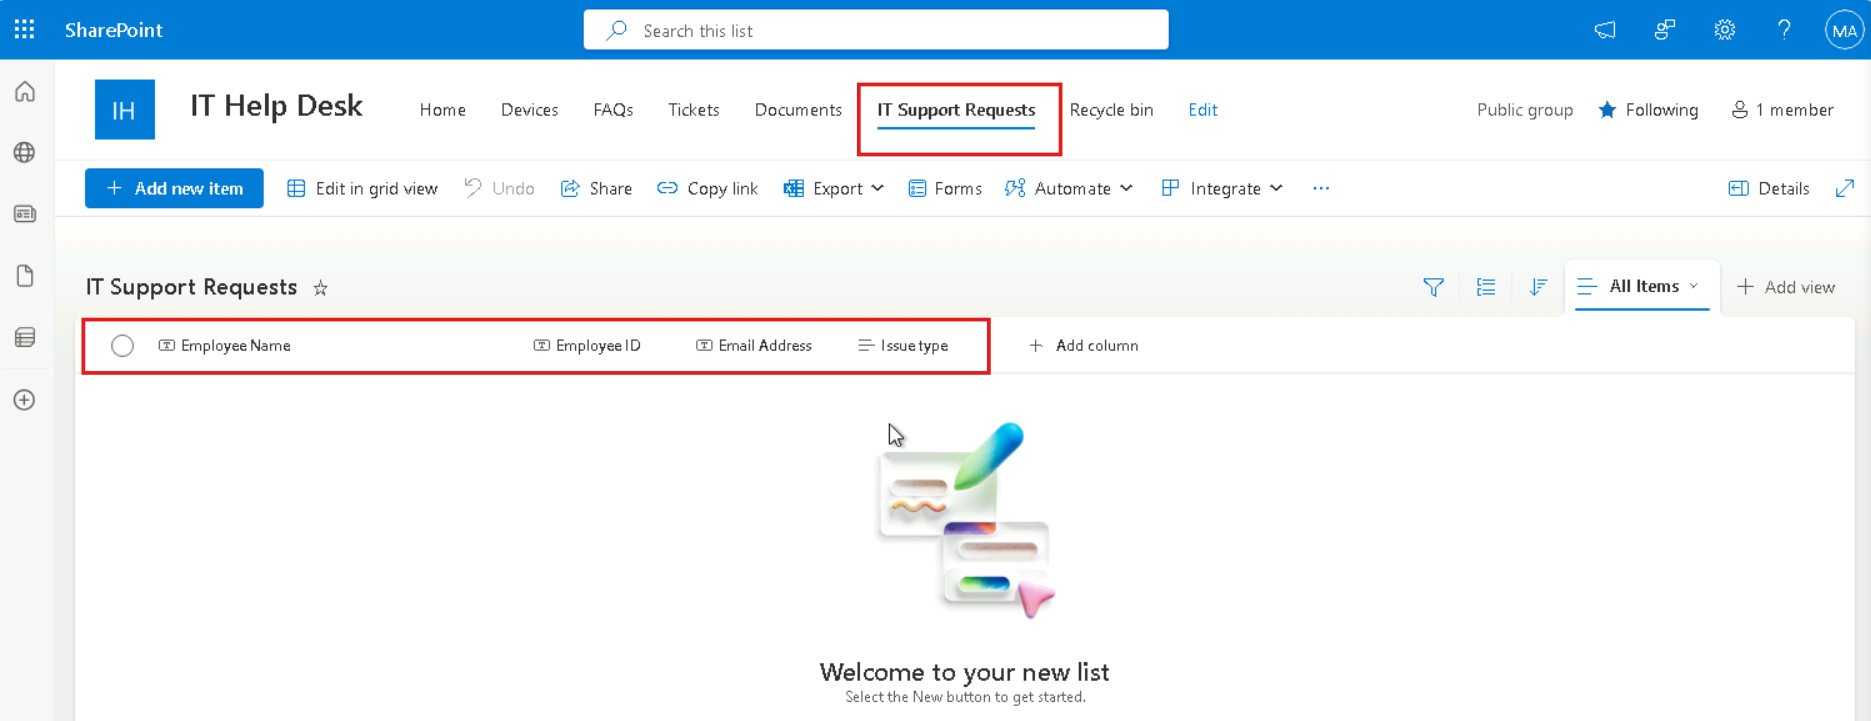 SharePoint
Search this list
MA
IH
IT Help Desk
Home Devices FAQs Tickets Documents IT Support Requests Recycle bin Edit
Public group Following 1 member
+ Add new item Edit in grid view Undo Share Copy link Export Forms Automate Integrate ... Details
IT Support Requests
All Items + Add view
Employee Name Employee ID Email Address Issue type + Add column
Welcome to your new list
Select the New button to get started.